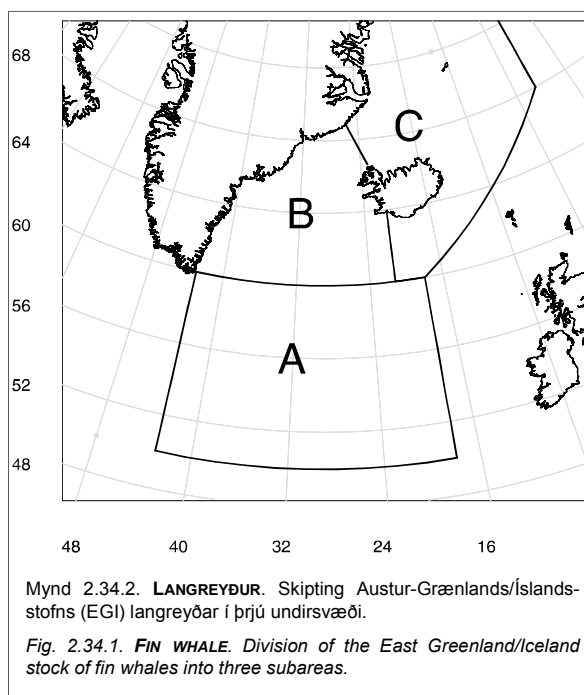 68
64
60
56
52
48
C
B
A
48 40 32 24 16
Mynd 2.34.2. LANGREYÐUR. Skipting Austur-Grænlands/Íslands-
stofns (EGI) langreyðar í þrjú undirsvæði.
Fig. 2.34.1. FIN WHALE. Division of the East Greenland/Iceland
stock of fin whales into three subareas.